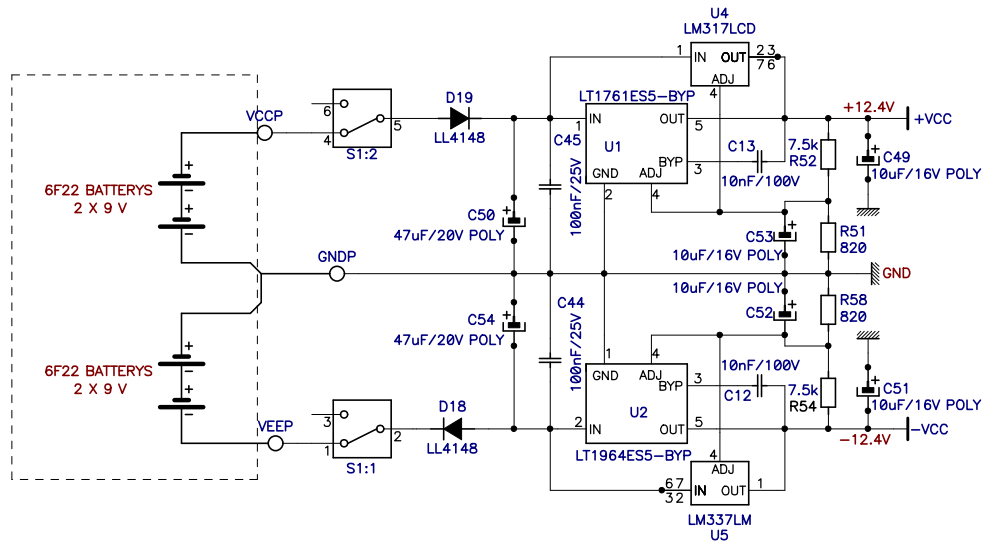 U4
LM317LCD
1
IN
OUT
2 3
7 6
ADJ
4
D19
LL4148
VCCP
6
4
5
S1:2
LT1761ES5-BYP
1
IN
OUT
5
U1
BYP
3
GND
ADJ
2
4
C45
100nF/25V
C13
10nF/100V
7.5k
R52
+12.4V
+VCC
C49
10uF/16V POLY
+
+
-
+
-
6F22 BATTERYS
2 X 9 V
C50
47uF/20V POLY
+
C53
10uF/16V POLY
+
R51
820
GNDP
GND
10uF/16V POLY
C52
+
R58
820
C54
47uF/20V POLY
+
C44
100nF/25V
+
-
+
-
6F22 BATTERYS
2 X 9 V
1
4
GND
ADJ
BYP
3
U2
2
IN
OUT
5
LT1964ES5-BYP
10nF/100V
C12
7.5k
R54
C51
10uF/16V POLY
+
-12.4V
-VCC
VEEP
3
1
2
S1:1
D18
LL4148
4
ADJ
6 7
3 2
IN
OUT
1
LM337LM
U5